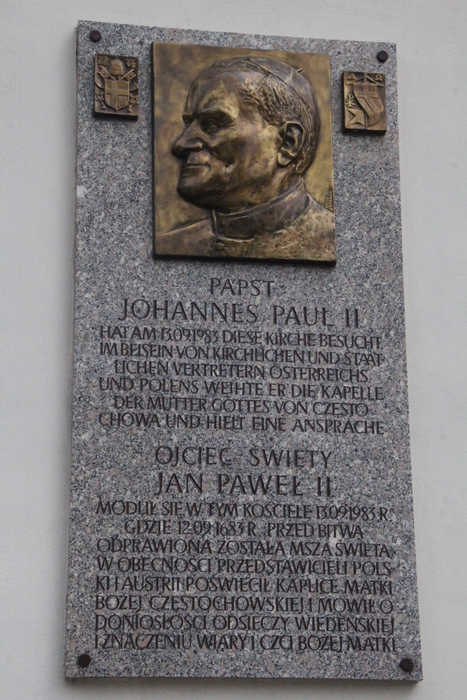 PAPST
JOHANNES PAUL II
HAT AM 13.09.1983 DIESE KIRCHE BESUCHT
IM BEISEIN VON KIRCHLICHEN UND STAAT-
LICHEN VERTRETERN ÖSTERREICHS
UND POLENS WEIHTE ER DIE KAPELLE
DER MUTTER GOTTES VON CZESTO-
CHOWA UND HIELT EINE ANSPRACHE
OJCIEC ŚWIĘTY
JAN PAWEŁ II
MODLIŁ SIĘ W TYM KOŚCIELE 13.09.1983 R.
GDZIE 12.09.1683 R. PRZED BITWĄ
ODPRAWIONA ZOSTAŁA MSZA ŚWIĘTA
W OBECNOŚCI PRZEDSTAWICIELI POLS-
KI I AUSTRII POŚWIĘCIŁ KAPLICĘ MATKI
BOŻEJ CZĘSTOCHOWSKIEJ I MÓWIŁ O
DONIOSŁOŚCI ODSIECZY WIEDEŃSKIEJ
I ZNACZENIU WIARY I CZCI BOŻEJ MATKI